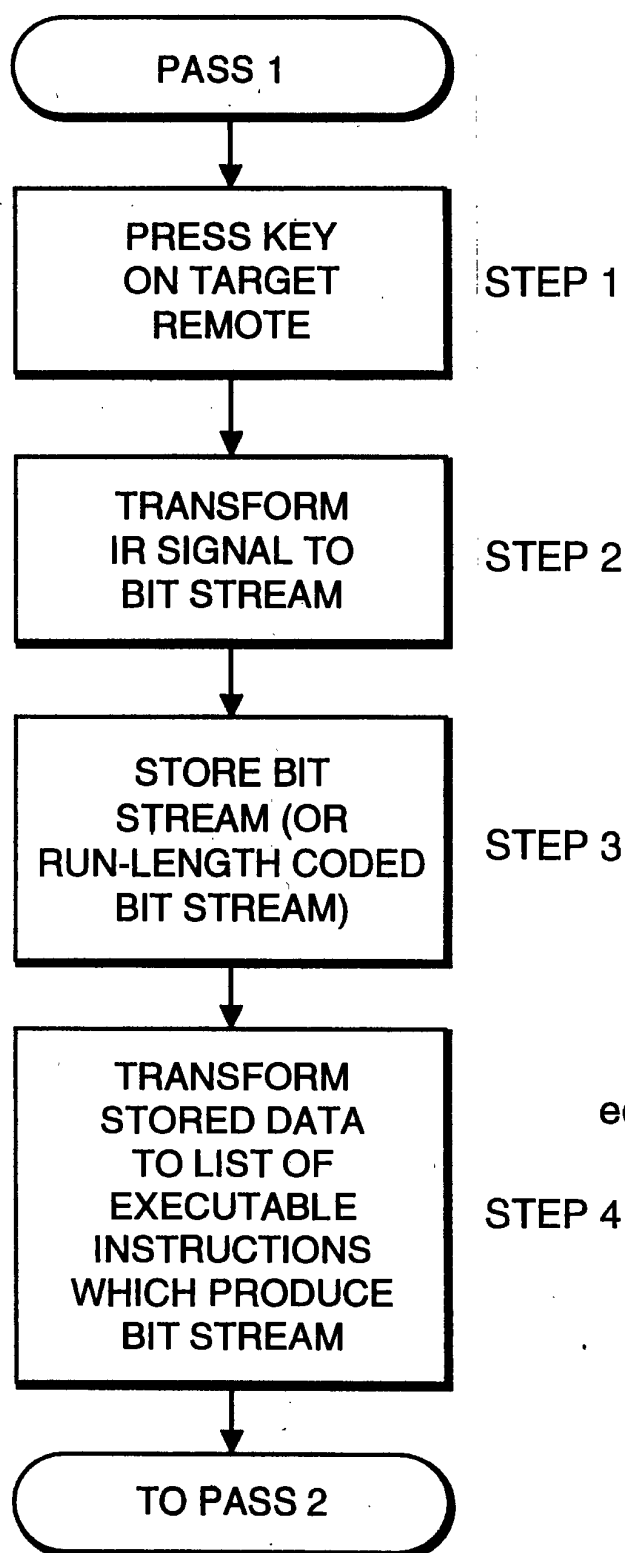 PASS 1
PRESS KEY
ON TARGET
REMOTE
STEP 1
TRANSFORM
IR SIGNAL TO
BIT STREAM
STEP 2
STORE BIT
STREAM (OR
RUN-LENGTH CODED
BIT STREAM)
STEP 3
TRANSFORM
STORED DATA
TO LIST OF
EXECUTABLE
INSTRUCTIONS
WHICH PRODUCE
BIT STREAM
STEP 4
TO PASS 2